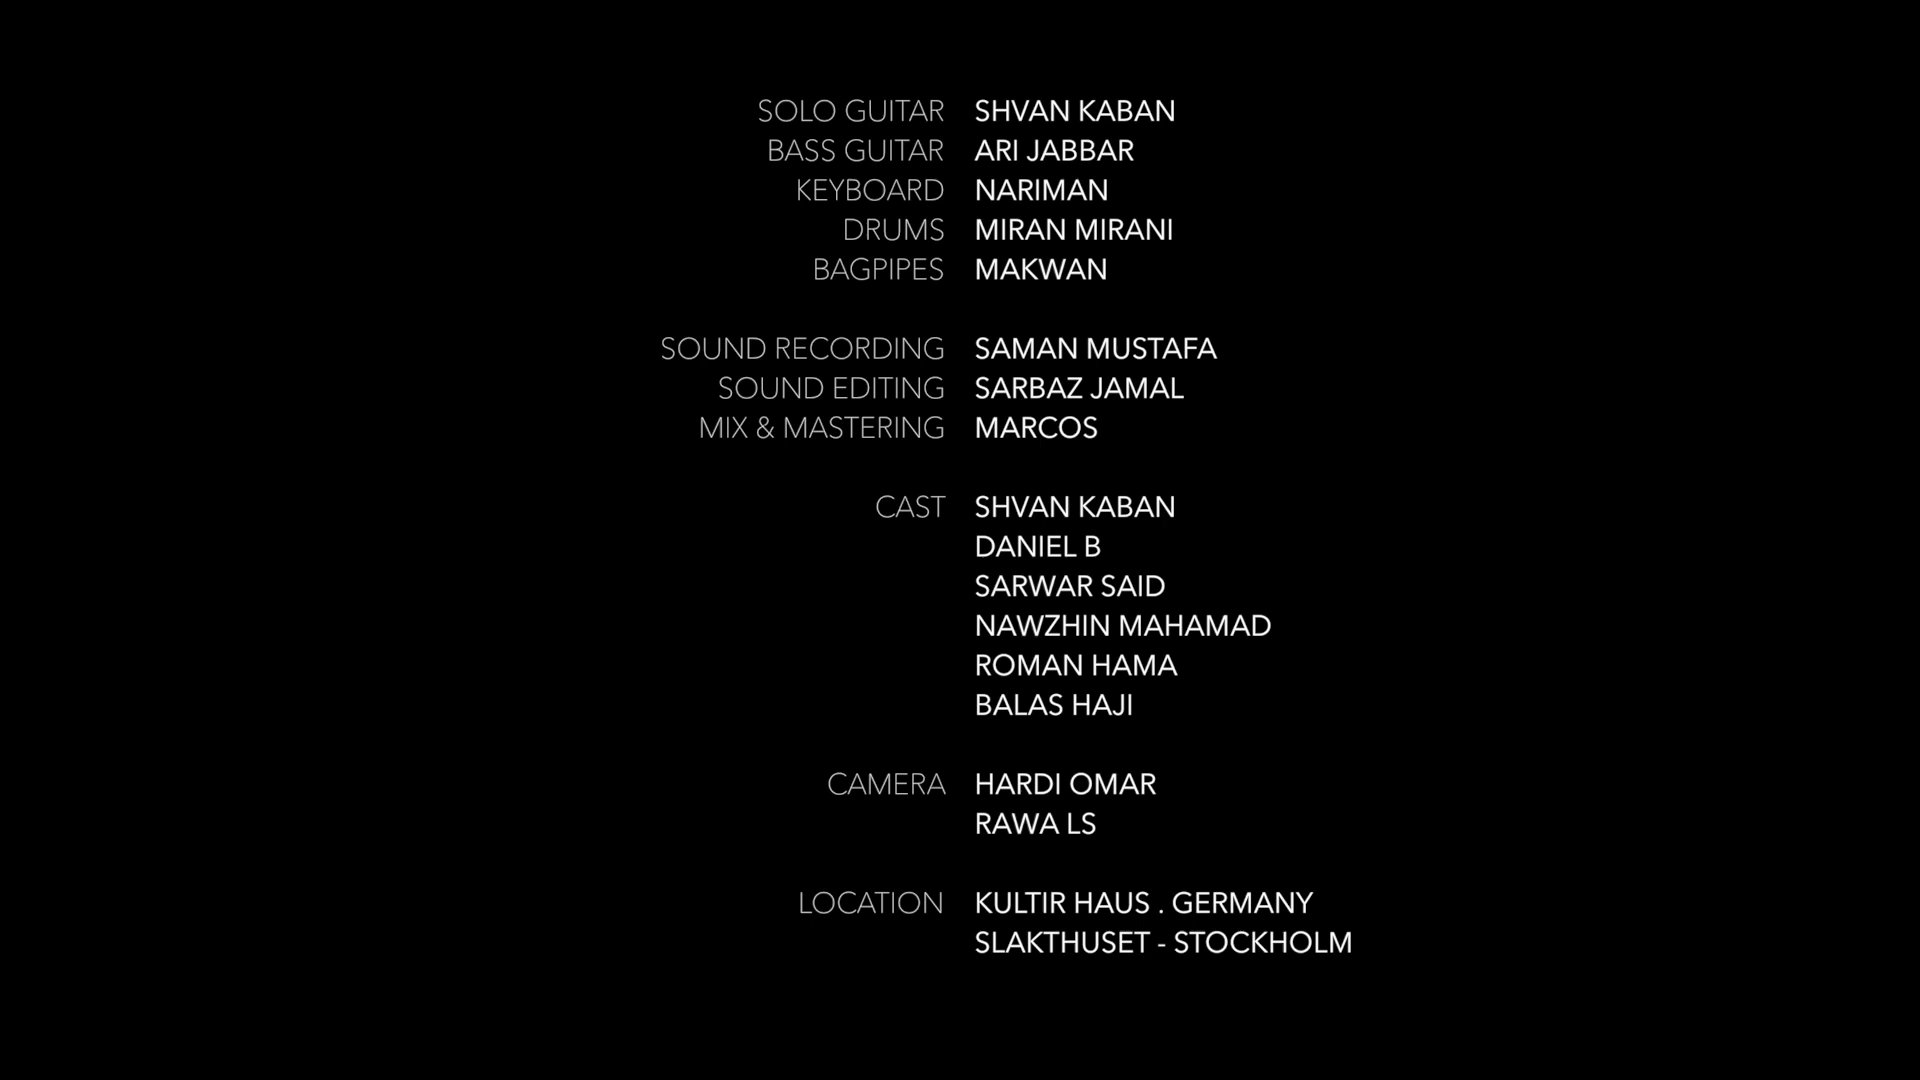 SOLO GUITAR SHVAN KABAN
BASS GUITAR ARI JABBAR
KEYBOARD NARIMAN
DRUMS MIRAN MIRANI
BAGPIPES MAKWAN
SOUND RECORDING SAMAN MUSTAFA
SOUND EDITING SARBAZ JAMAL
MIX & MASTERING MARCOS
CAST SHVAN KABAN
DANIEL B
SARWAR SAID
NAWZHIN MAHAMAD
ROMAN HAMA
BALAS HAJI
CAMERA HARDI OMAR
RAWA LS
LOCATION KULTIR HAUS . GERMANY
SLAKTHUSET - STOCKHOLM